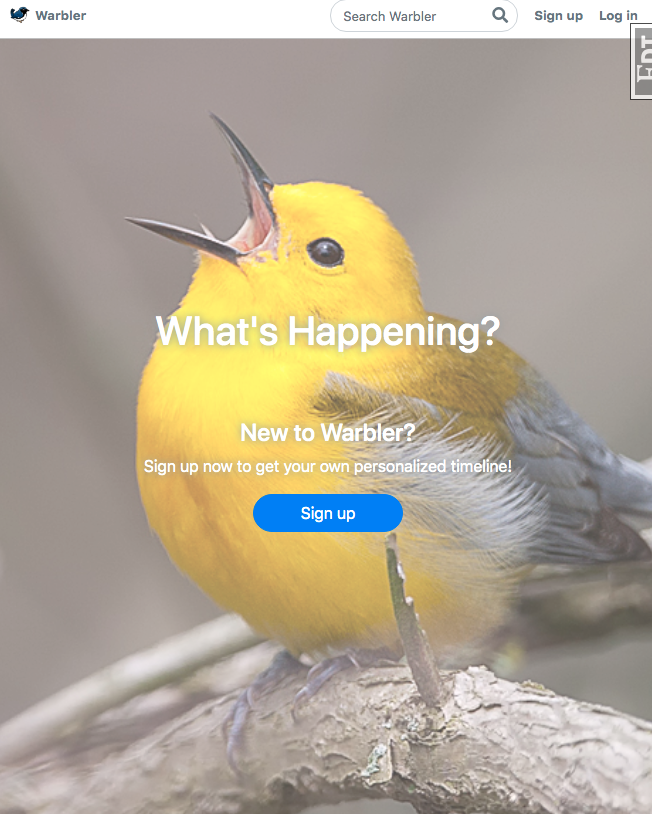 Warbler
Search Warbler
Sign up
Log in
What's Happening?
New to Warbler?
Sign up now to get your own personalized timeline!
Sign up